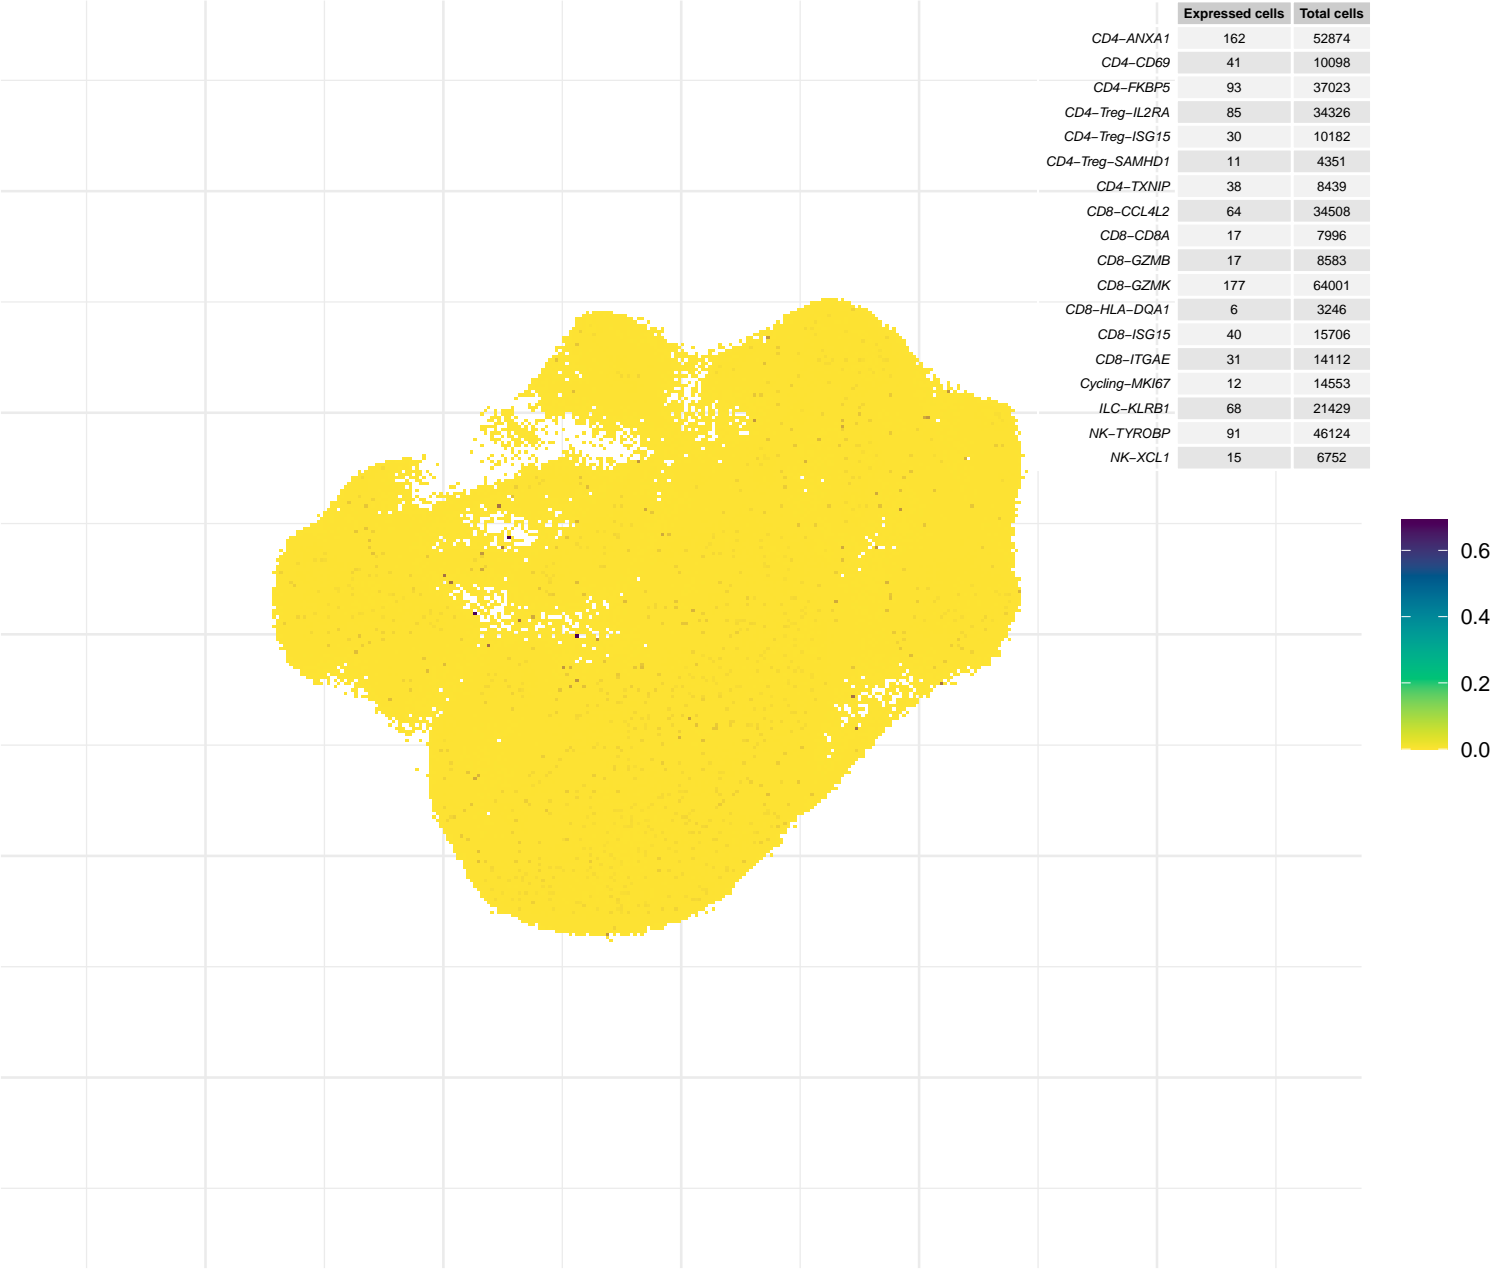 Expressed cells Total cells
CD4−ANXA1 162 52874
CD4−CD69 41 10098
CD4−FKBP5 93 37023
CD4−Treg−IL2RA 85 34326
CD4−Treg−ISG15 30 10182
CD4−Treg−SAMHD1 11 4351
CD4−TXNIP 38 8439
CD8−CCL4L2 64 34508
CD8−CD8A 17 7996
CD8−GZMB 17 8583
CD8−GZMK 177 64001
CD8−HLA−DQA1 6 3246
CD8−ISG15 40 15706
CD8−ITGAE 31 14112
Cycling−MKI67 12 14553
ILC−KLRB1 68 21429
NK−TYROBP 91 46124
NK−XCL1 15 6752
0.6
0.4
0.2
0.0